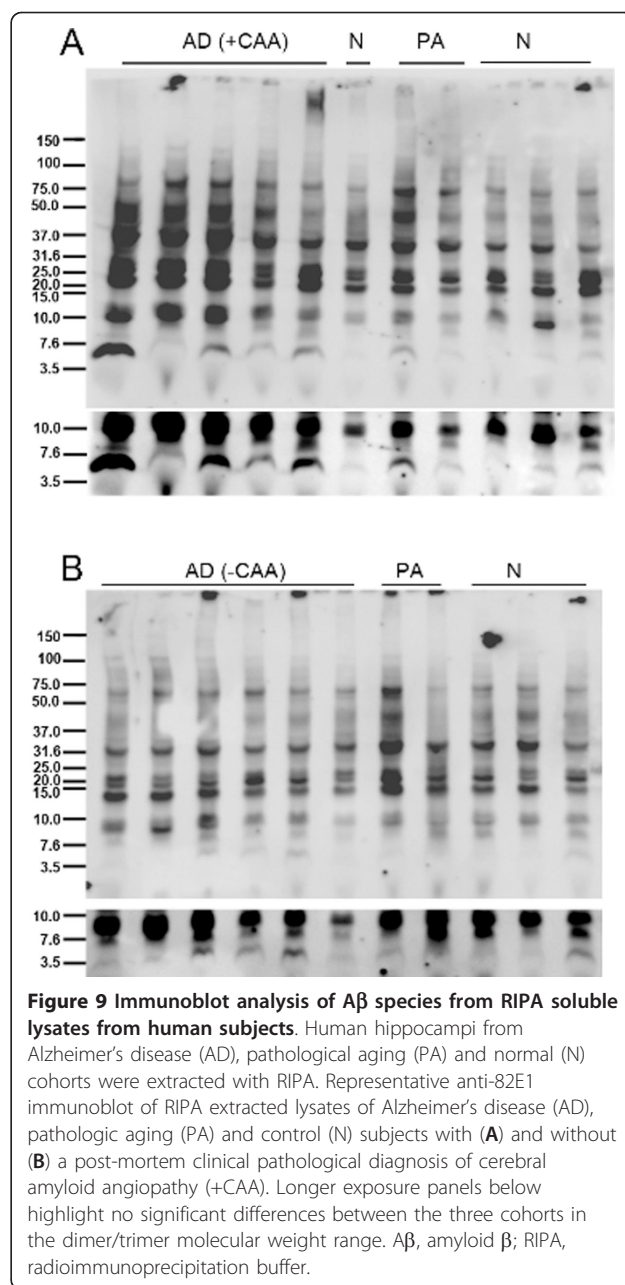 A
AD (+CAA) N PA N
150
100
75.0
50.0
37.0
31.6
25.0
20.0
15.0
10.0
7.6
3.5
10.0
7.6
3.5
B
AD (-CAA) PA N
150
100
75.0
50.0
37.0
31.6
25.0
20.0
15.0
10.0
7.6
3.5
10.0
7.6
3.5
Figure 9 Immunoblot analysis of Aβ species from RIPA soluble
lysates from human subjects. Human hippocampi from
Alzheimer's disease (AD), pathological aging (PA) and normal (N)
cohorts were extracted with RIPA. Representative anti-82E1
immunoblot of RIPA extracted lysates of Alzheimer's disease (AD),
pathologic aging (PA) and control (N) subjects with (A) and without
(B) a post-mortem clinical pathological diagnosis of cerebral
amyloid angiopathy (+CAA). Longer exposure panels below
highlight no significant differences between the three cohorts in
the dimer/trimer molecular weight range. Aβ, amyloid β; RIPA,
radioimmunoprecipitation buffer.